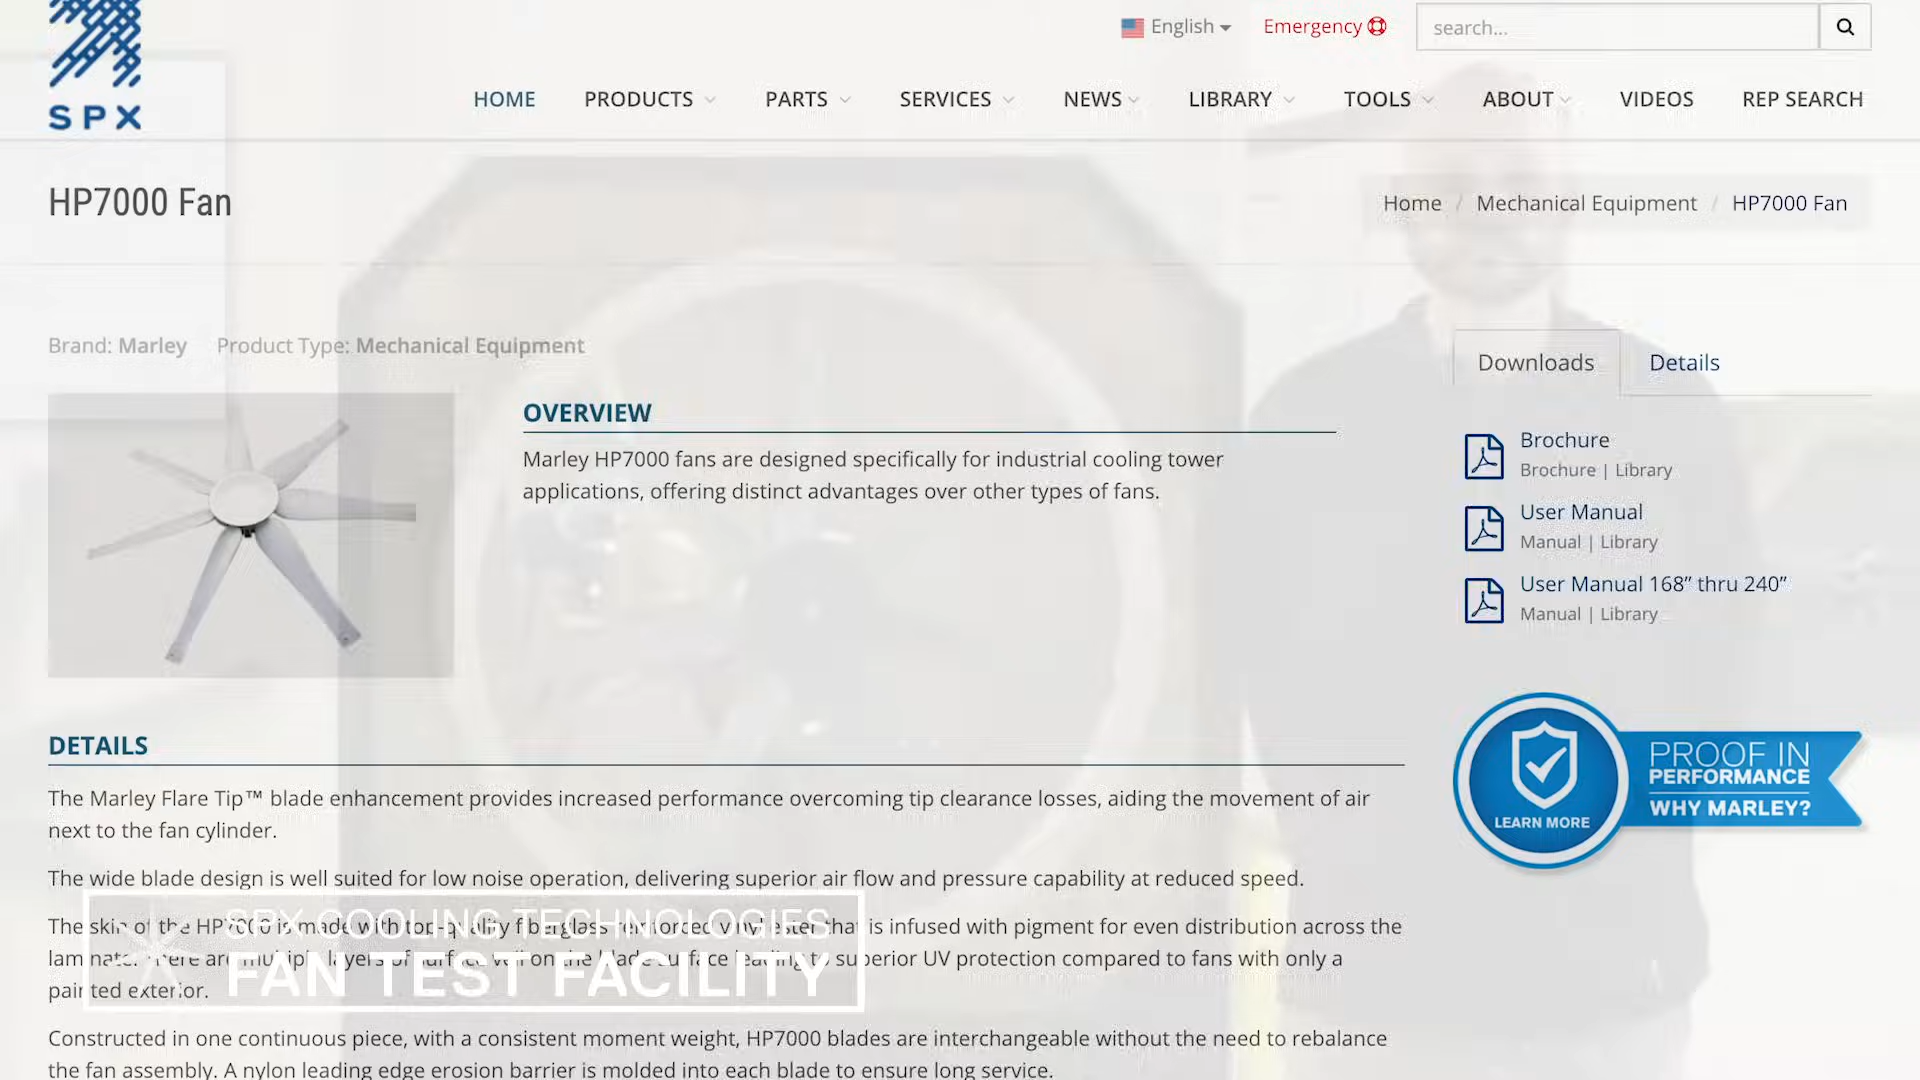 SPX
English
Emergency
search...
HOME PRODUCTS PARTS SERVICES NEWS LIBRARY TOOLS ABOUT VIDEOS REP SEARCH
HP7000 Fan
Home / Mechanical Equipment / HP7000 Fan
Brand: Marley Product Type: Mechanical Equipment
OVERVIEW
Marley HP7000 fans are designed specifically for industrial cooling tower
applications, offering distinct advantages over other types of fans.
Downloads Details
Brochure
Brochure | Library
User Manual
Manual | Library
User Manual 168” thru 240”
Manual | Library
LEARN MORE
PROOF IN
PERFORMANCE
WHY MARLEY?
DETAILS
The Marley Flare Tip™ blade enhancement provides increased performance overcoming tip clearance losses, aiding the movement of air
next to the fan cylinder.
The wide blade design is well suited for low noise operation, delivering superior air flow and pressure capability at reduced speed.
The skin of the HP7000 is made with top-quality fiberglass reinforced vinyl ester that is infused with pigment for even distribution across the
laminate. There are multiple layers of surface veil on the blade surface leading to superior UV protection compared to fans with only a
painted exterior.
Constructed in one continuous piece, with a consistent moment weight, HP7000 blades are interchangeable without the need to rebalance
the fan assembly. A nylon leading edge erosion barrier is molded into each blade to ensure long service.
SPX COOLING TECHNOLOGIES
FAN TEST FACILITY